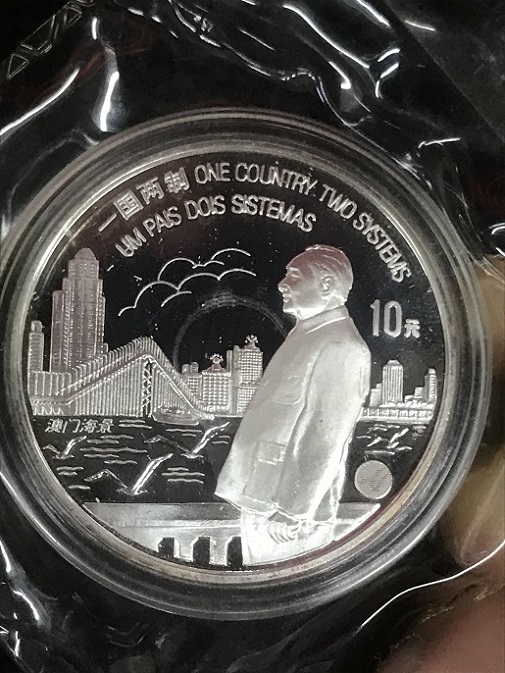 一国两制 ONE COUNTRY TWO SYSTEMS
UM PAIS DOIS SISTEMAS
10元
澳门海景